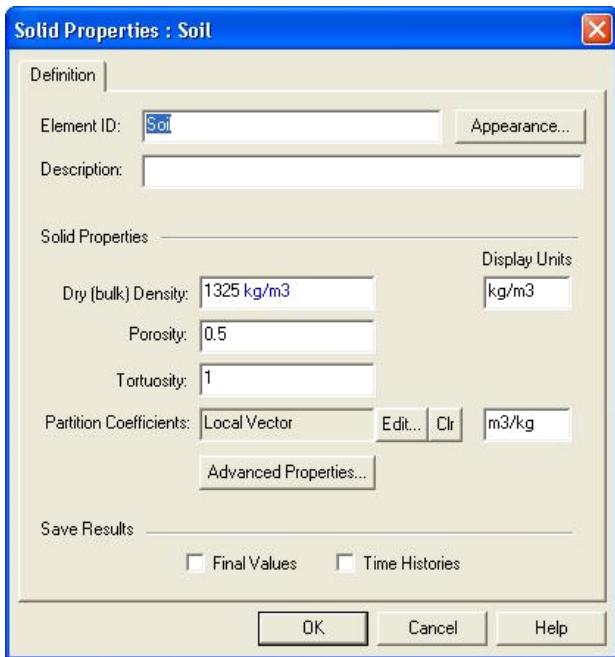 Solid Properties : Soil
Definition
Element ID: Soil Appearance...
Description:
Solid Properties
Display Units
Dry (bulk) Density: 1325 kg/m3 kg/m3
Porosity: 0.5
Tortuosity: 1
Partition Coefficients: Local Vector Edit... Clr m3/kg
Advanced Properties...
Save Results
Final Values Time Histories
OK Cancel Help